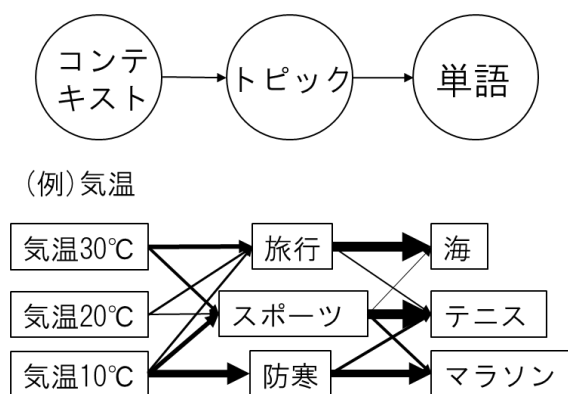 コンテ
キスト
トピック
単語
(例)気温
気温30℃
旅行
海
気温20℃
スポーツ
テニス
気温10℃
防寒
マラソン